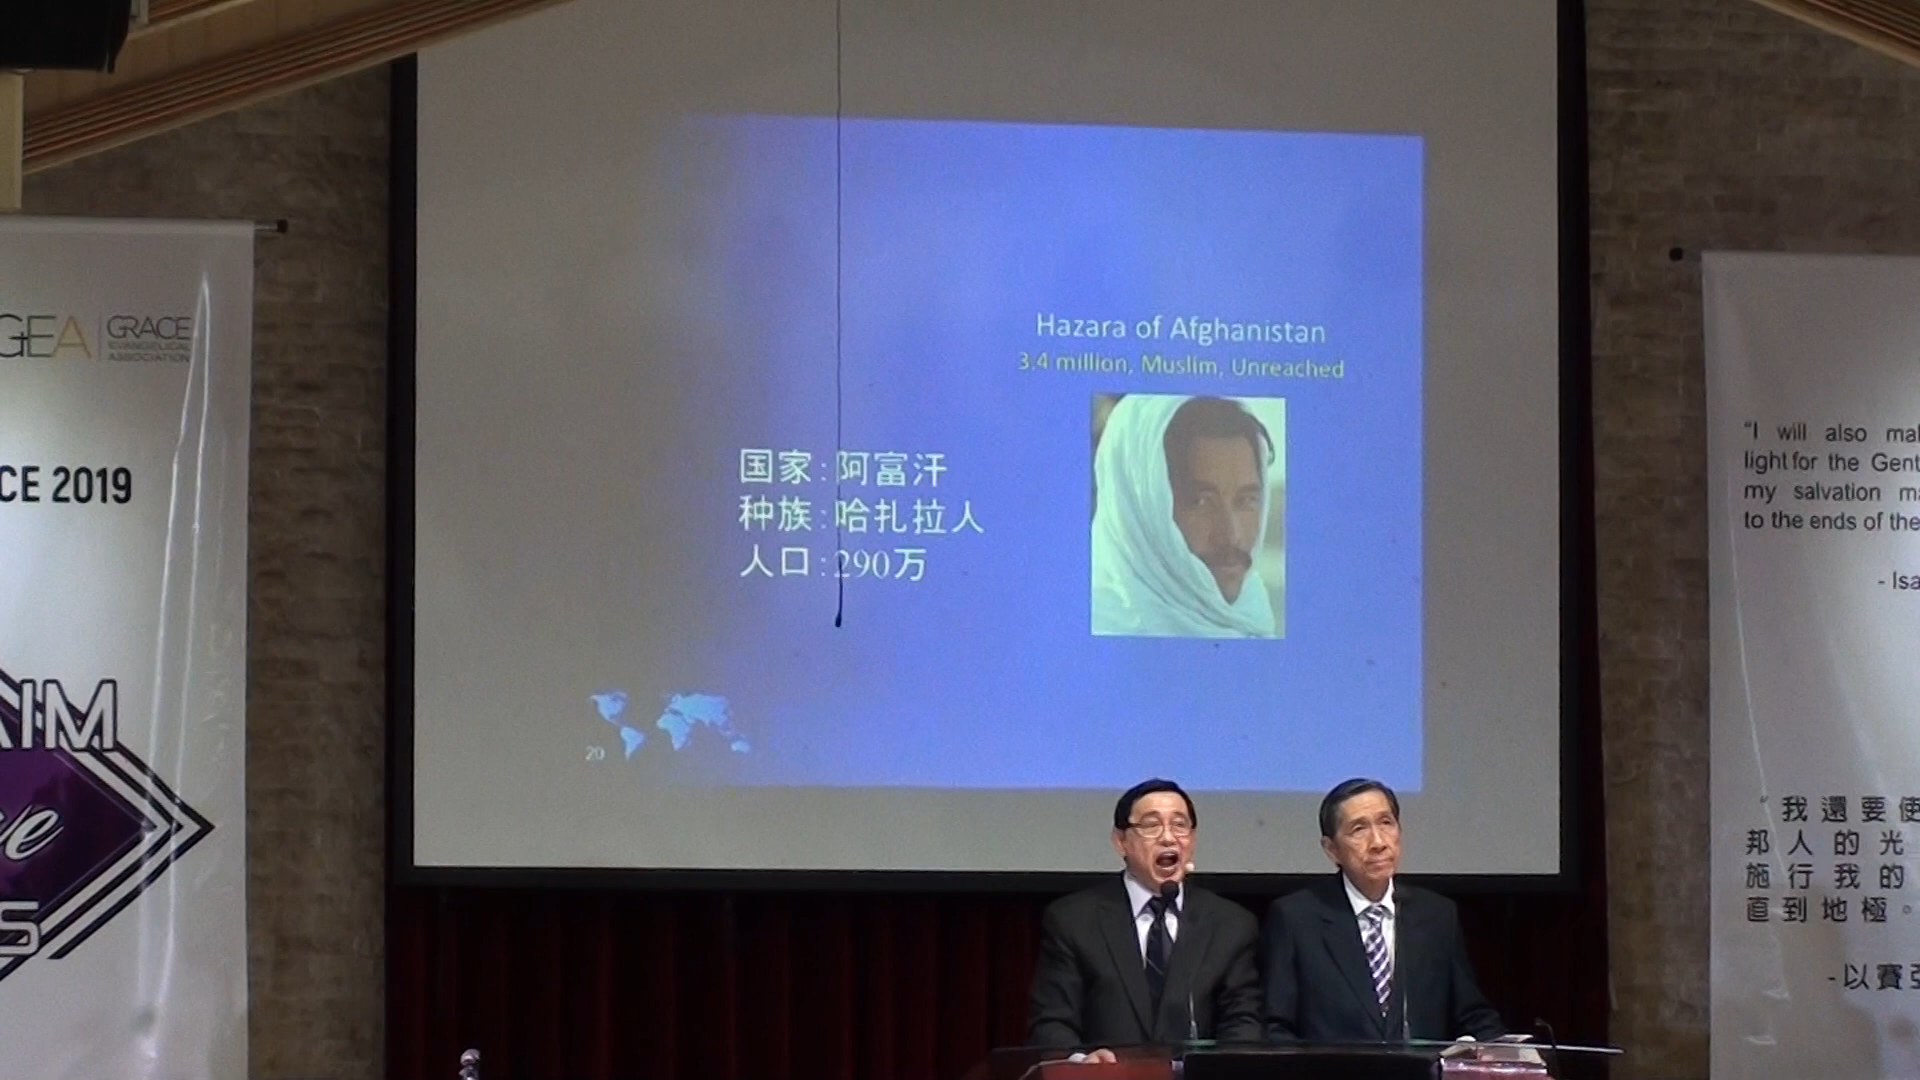 GEA
GRACE
EVANGELICAL
ASSOCIATION
CE 2019
AIM
ve
S
Hazara of Afghanistan
3.4 million, Muslim, Unreached
国家:阿富汗
种族:哈扎拉人
人口:290万
20
"I will also mak
light for the Gent
my salvation ma
to the ends of the
- Isa
"我還要使
邦人的光
施行我的
直到地極。
-以賽亞